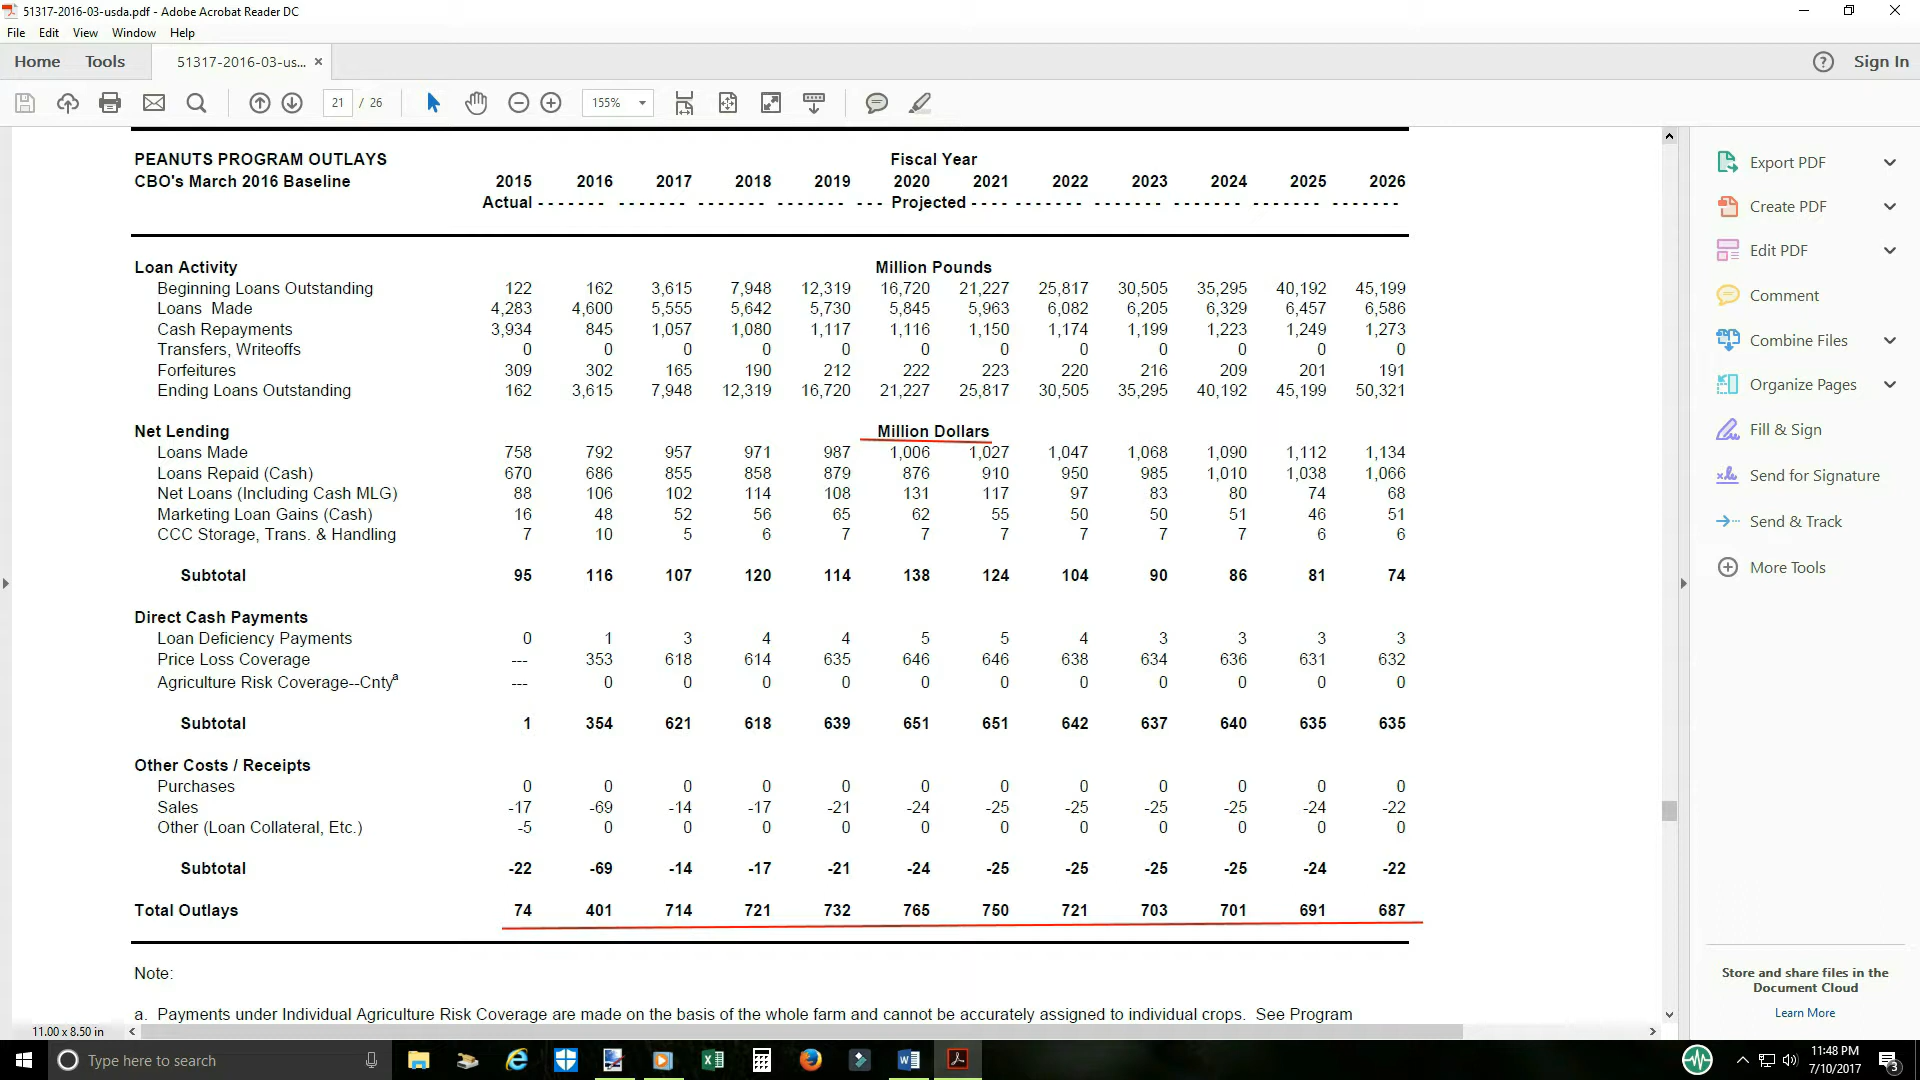 51317-2016-03-usda.pdf - Adobe Acrobat Reader DC
File Edit View Window Help
Home Tools 51317-2016-03-us... × Sign In
21 / 26 155%
PEANUTS PROGRAM OUTLAYS Fiscal Year
CBO's March 2016 Baseline 2015 2016 2017 2018 2019 2020 2021 2022 2023 2024 2025 2026
Actual - - - - - - - - - - - - - - - - - - - - - - - - - - - - - - - Projected - - - - - - - - - - - - - - - - - - - - - - - - - - - - - - - - - - - - - - -
Loan Activity Million Pounds
Beginning Loans Outstanding 122 162 3,615 7,948 12,319 16,720 21,227 25,817 30,505 35,295 40,192 45,199
Loans Made 4,283 4,600 5,555 5,642 5,730 5,845 5,963 6,082 6,205 6,329 6,457 6,586
Cash Repayments 3,934 845 1,057 1,080 1,117 1,116 1,150 1,174 1,199 1,223 1,249 1,273
Transfers, Writeoffs 0 0 0 0 0 0 0 0 0 0 0 0
Forfeitures 309 302 165 190 212 222 223 220 216 209 201 191
Ending Loans Outstanding 162 3,615 7,948 12,319 16,720 21,227 25,817 30,505 35,295 40,192 45,199 50,321
Net Lending Million Dollars
Loans Made 758 792 957 971 987 1,006 1,027 1,047 1,068 1,090 1,112 1,134
Loans Repaid (Cash) 670 686 855 858 879 876 910 950 985 1,010 1,038 1,066
Net Loans (Including Cash MLG) 88 106 102 114 108 131 117 97 83 80 74 68
Marketing Loan Gains (Cash) 16 48 52 56 65 62 55 50 50 51 46 51
CCC Storage, Trans. & Handling 7 10 5 6 7 7 7 7 7 7 6 6
Subtotal 95 116 107 120 114 138 124 104 90 86 81 74
Direct Cash Payments
Loan Deficiency Payments 0 1 3 4 4 5 5 4 3 3 3 3
Price Loss Coverage --- 353 618 614 635 646 646 638 634 636 631 632
Agriculture Risk Coverage--Cntyᵃ --- 0 0 0 0 0 0 0 0 0 0 0
Subtotal 1 354 621 618 639 651 651 642 637 640 635 635
Other Costs / Receipts
Purchases 0 0 0 0 0 0 0 0 0 0 0 0
Sales -17 -69 -14 -17 -21 -24 -25 -25 -25 -25 -24 -22
Other (Loan Collateral, Etc.) -5 0 0 0 0 0 0 0 0 0 0 0
Subtotal -22 -69 -14 -17 -21 -24 -25 -25 -25 -25 -24 -22
Total Outlays 74 401 714 721 732 765 750 721 703 701 691 687
Note:
a. Payments under Individual Agriculture Risk Coverage are made on the basis of the whole farm and cannot be accurately assigned to individual crops. See Program
11.00 x 8.50 in
Export PDF
Create PDF
Edit PDF
Comment
Combine Files
Organize Pages
Fill & Sign
Send for Signature
Send & Track
More Tools
Store and share files in the
Document Cloud
Learn More
Type here to search
11:48 PM
7/10/2017
3